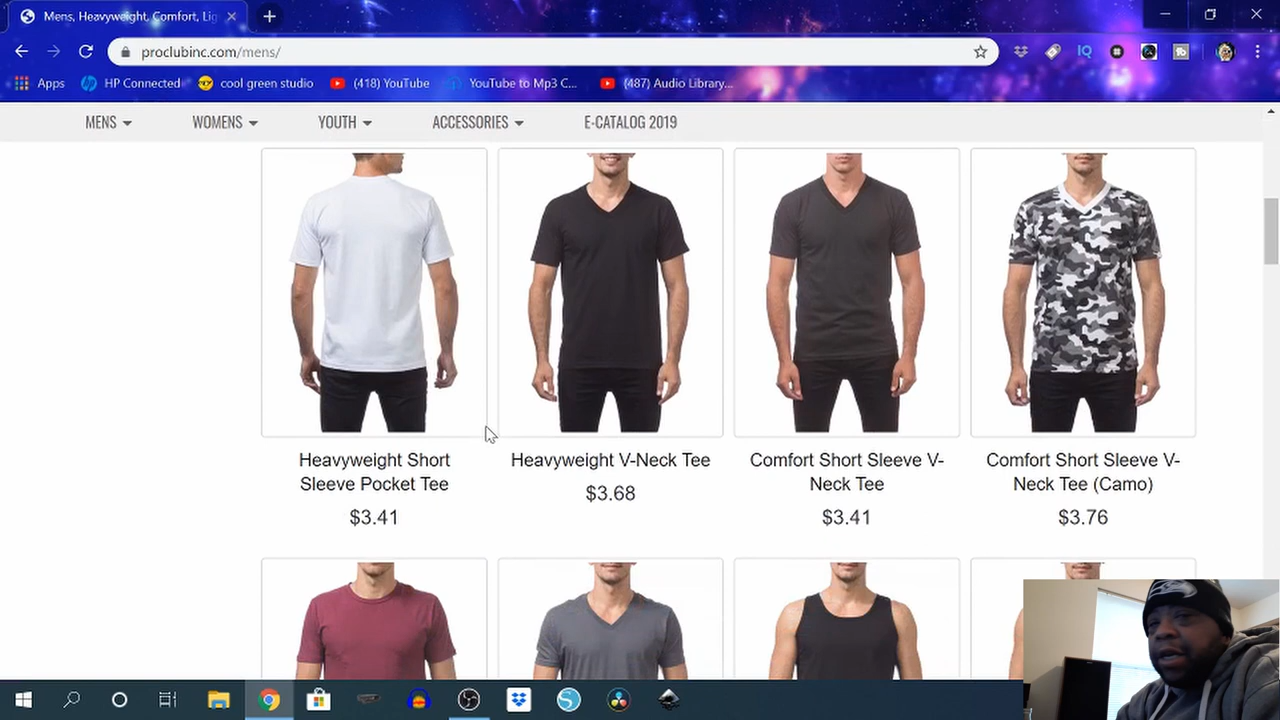 Mens, Heavyweight, Comfort, Lig
proclubinc.com/mens/
IQ
Apps
HP Connected
cool green studio
(418) YouTube
YouTube to Mp3 C...
(487) Audio Library...
MENS
WOMENS
YOUTH
ACCESSORIES
E-CATALOG 2019
Heavyweight Short
Sleeve Pocket Tee
$3.41
Heavyweight V-Neck Tee
$3.68
Comfort Short Sleeve V-
Neck Tee
$3.41
Comfort Short Sleeve V-
Neck Tee (Camo)
$3.76